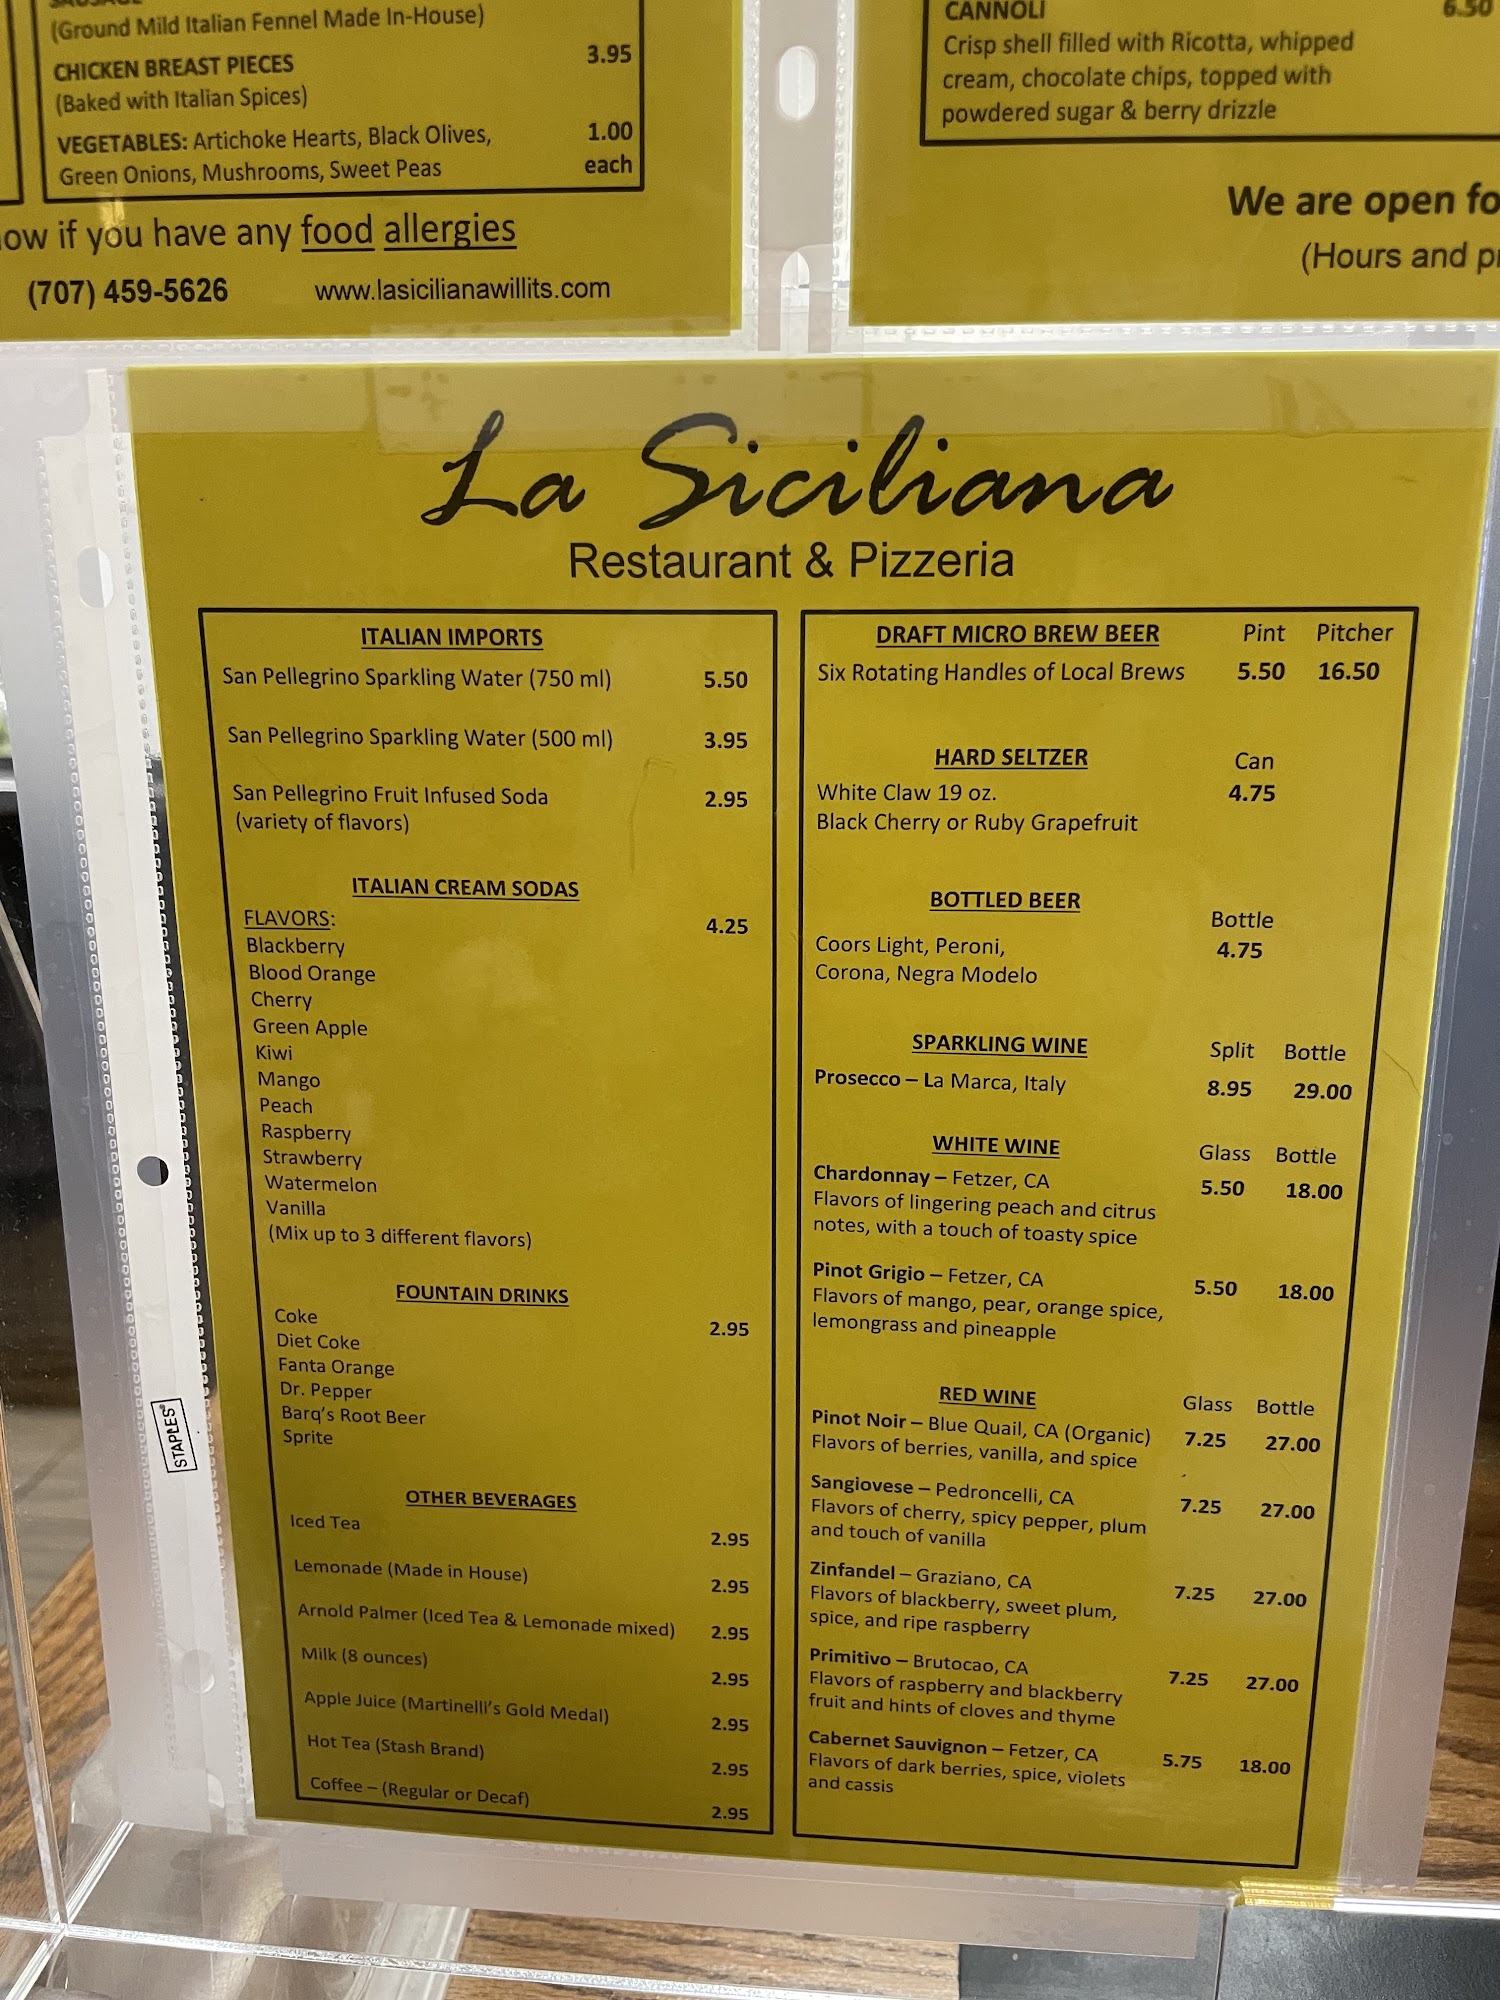 SAUSAGE
(Ground Mild Italian Fennel Made In-House)
CHICKEN BREAST PIECES 3.95
(Baked with Italian Spices)
VEGETABLES: Artichoke Hearts, Black Olives, 1.00
Green Onions, Mushrooms, Sweet Peas each
ow if you have any food allergies
(707) 459-5626 www.lasicilianawillits.com
CANNOLI 6.50
Crisp shell filled with Ricotta, whipped
cream, chocolate chips, topped with
powdered sugar & berry drizzle
We are open fo
(Hours and pr
La Siciliana
Restaurant & Pizzeria
ITALIAN IMPORTS
San Pellegrino Sparkling Water (750 ml) 5.50
San Pellegrino Sparkling Water (500 ml) 3.95
San Pellegrino Fruit Infused Soda 2.95
(variety of flavors)
ITALIAN CREAM SODAS
FLAVORS: 4.25
Blackberry
Blood Orange
Cherry
Green Apple
Kiwi
Mango
Peach
Raspberry
Strawberry
Watermelon
Vanilla
(Mix up to 3 different flavors)
FOUNTAIN DRINKS
Coke 2.95
Diet Coke
Fanta Orange
Dr. Pepper
Barq's Root Beer
Sprite
OTHER BEVERAGES
Iced Tea 2.95
Lemonade (Made in House) 2.95
Arnold Palmer (Iced Tea & Lemonade mixed) 2.95
Milk (8 ounces) 2.95
Apple Juice (Martinelli's Gold Medal) 2.95
Hot Tea (Stash Brand) 2.95
Coffee – (Regular or Decaf) 2.95
DRAFT MICRO BREW BEER Pint Pitcher
Six Rotating Handles of Local Brews 5.50 16.50
HARD SELTZER Can
White Claw 19 oz. 4.75
Black Cherry or Ruby Grapefruit
BOTTLED BEER Bottle
Coors Light, Peroni, 4.75
Corona, Negra Modelo
SPARKLING WINE Split Bottle
Prosecco – La Marca, Italy 8.95 29.00
WHITE WINE Glass Bottle
Chardonnay – Fetzer, CA 5.50 18.00
Flavors of lingering peach and citrus
notes, with a touch of toasty spice
Pinot Grigio – Fetzer, CA 5.50 18.00
Flavors of mango, pear, orange spice,
lemongrass and pineapple
RED WINE Glass Bottle
Pinot Noir – Blue Quail, CA (Organic) 7.25 27.00
Flavors of berries, vanilla, and spice
Sangiovese – Pedroncelli, CA 7.25 27.00
Flavors of cherry, spicy pepper, plum
and touch of vanilla
Zinfandel – Graziano, CA 7.25 27.00
Flavors of blackberry, sweet plum,
spice, and ripe raspberry
Primitivo – Brutocao, CA 7.25 27.00
Flavors of raspberry and blackberry
fruit and hints of cloves and thyme
Cabernet Sauvignon – Fetzer, CA 5.75 18.00
Flavors of dark berries, spice, violets
and cassis
STAPLES